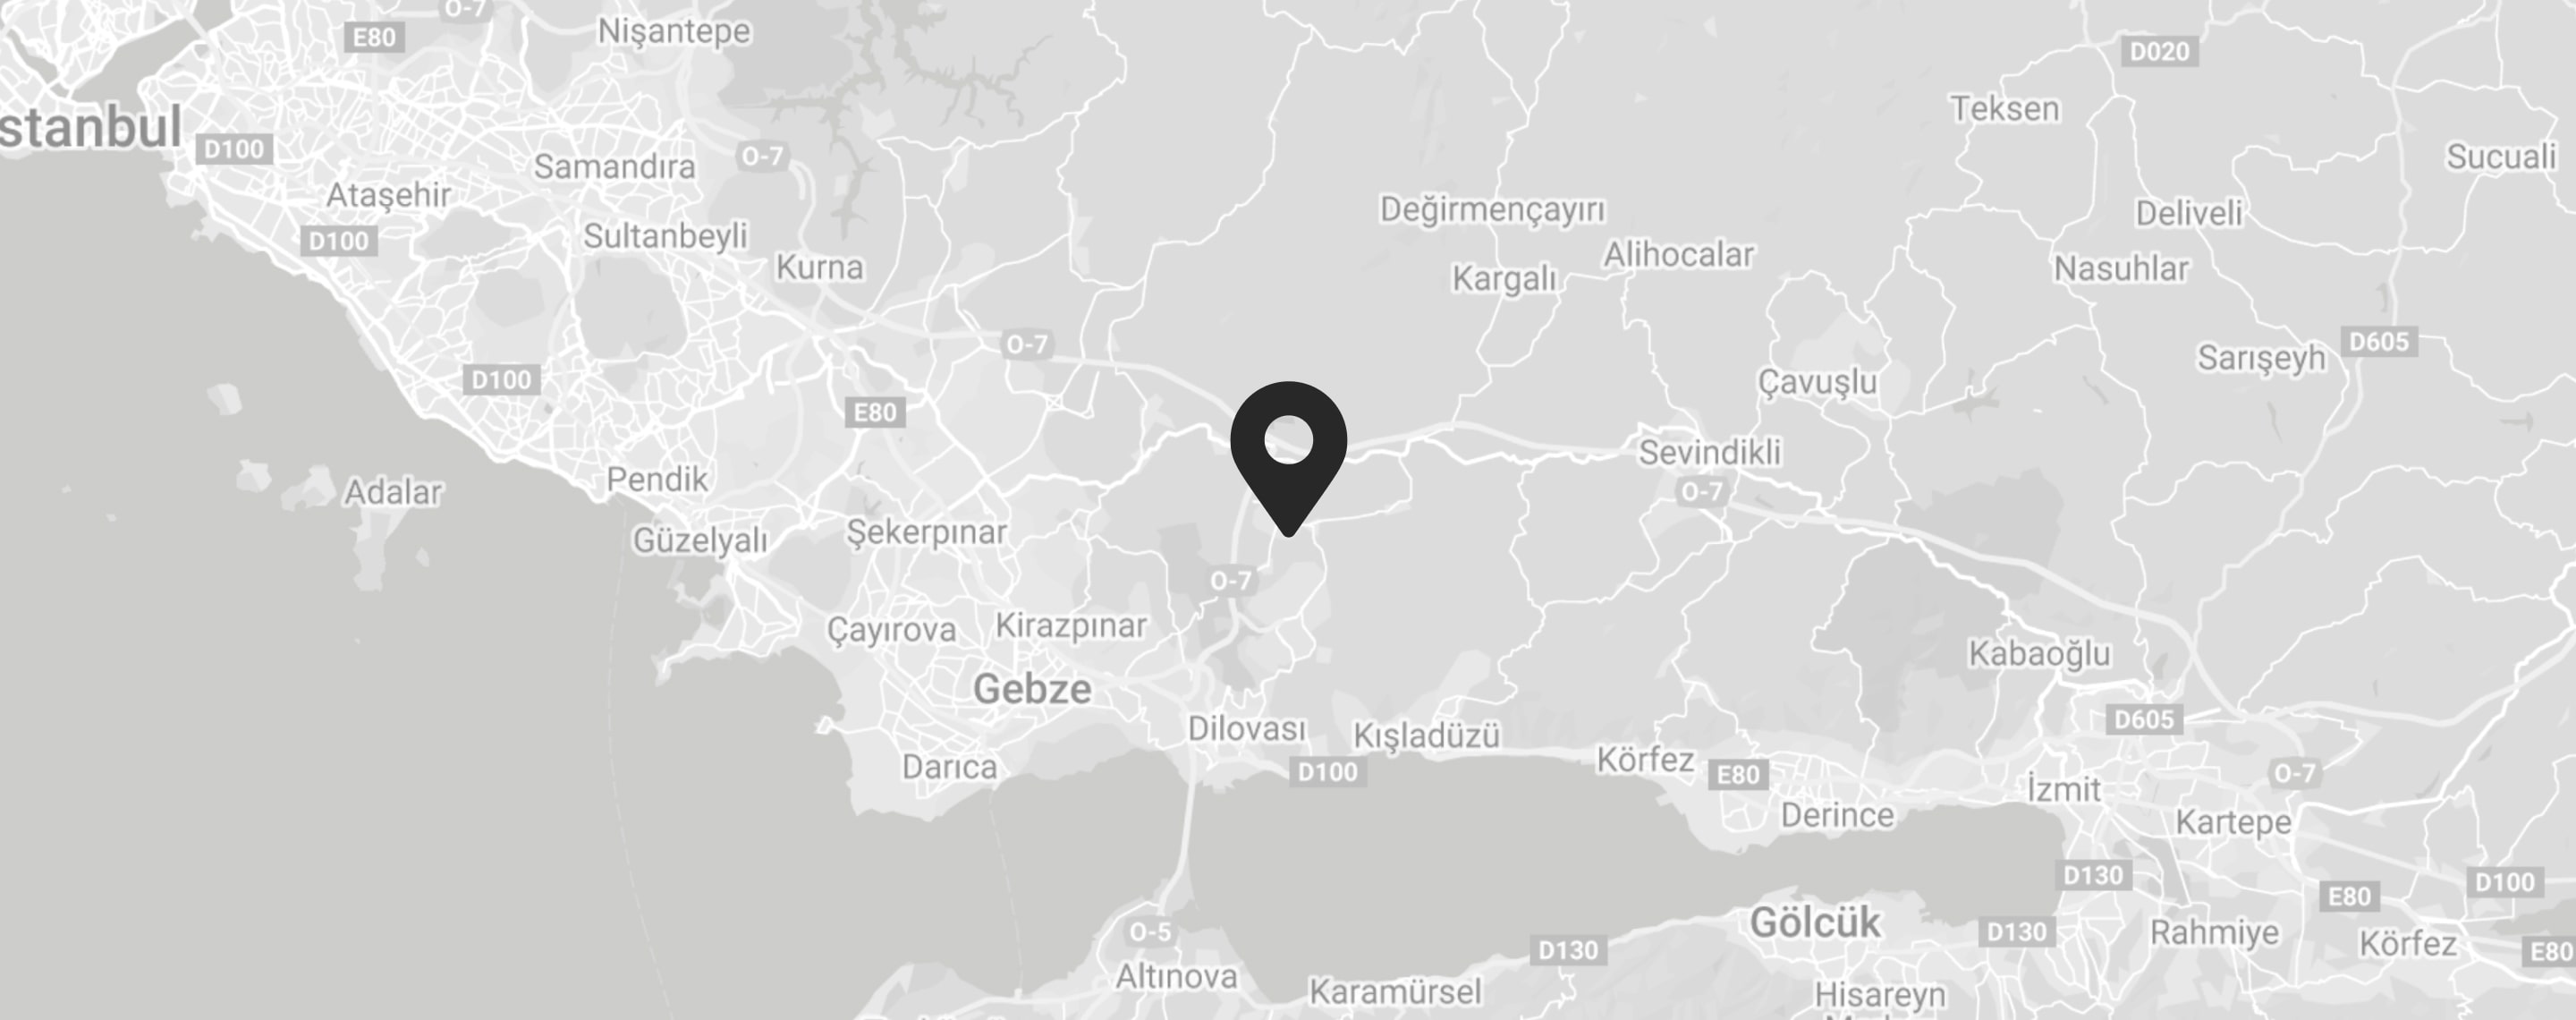 O-7
Nişantepe
E80
D020
Teksen
stanbul
D100
O-7
Sucuali
Samandıra
Ataşehir
Değirmençayırı
Deliveli
Sultanbeyli
D100
Alihocalar
Kurna
Nasuhlar
Kargalı
O-7
D605
Sarışeyh
D100
Çavuşlu
E80
Sevindikli
Pendik
Adalar
O-7
Şekerpınar
Güzelyalı
O-7
Kirazpınar
Çayırova
Kabaoğlu
Gebze
D605
Dilovası
Kışladüzü
Körfez
Darıca
D100
E80
O-7
İzmit
Derince
Kartepe
D130
D100
E80
Gölcük
O-5
D130
Rahmiye
Körfez
D130
E80
Altınova
Karamürsel
Hisareyn